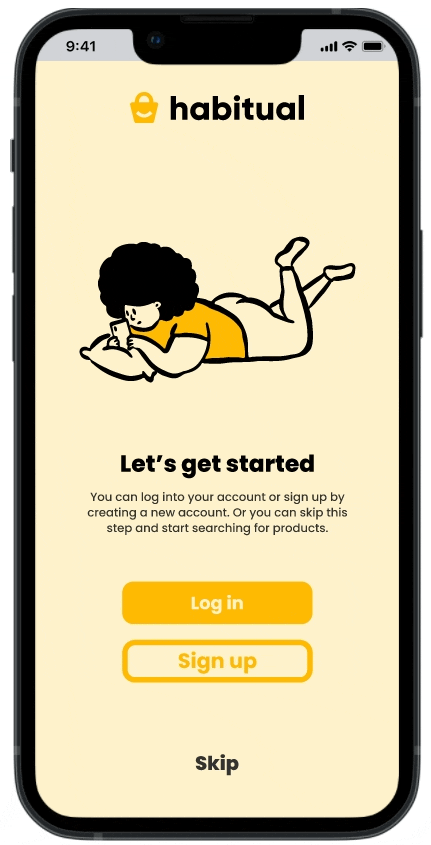 9:41
habitual
Let’s get started
You can log into your account or sign up by
creating a new account. Or you can skip this
step and start searching for products.
Log in
Sign up
Skip